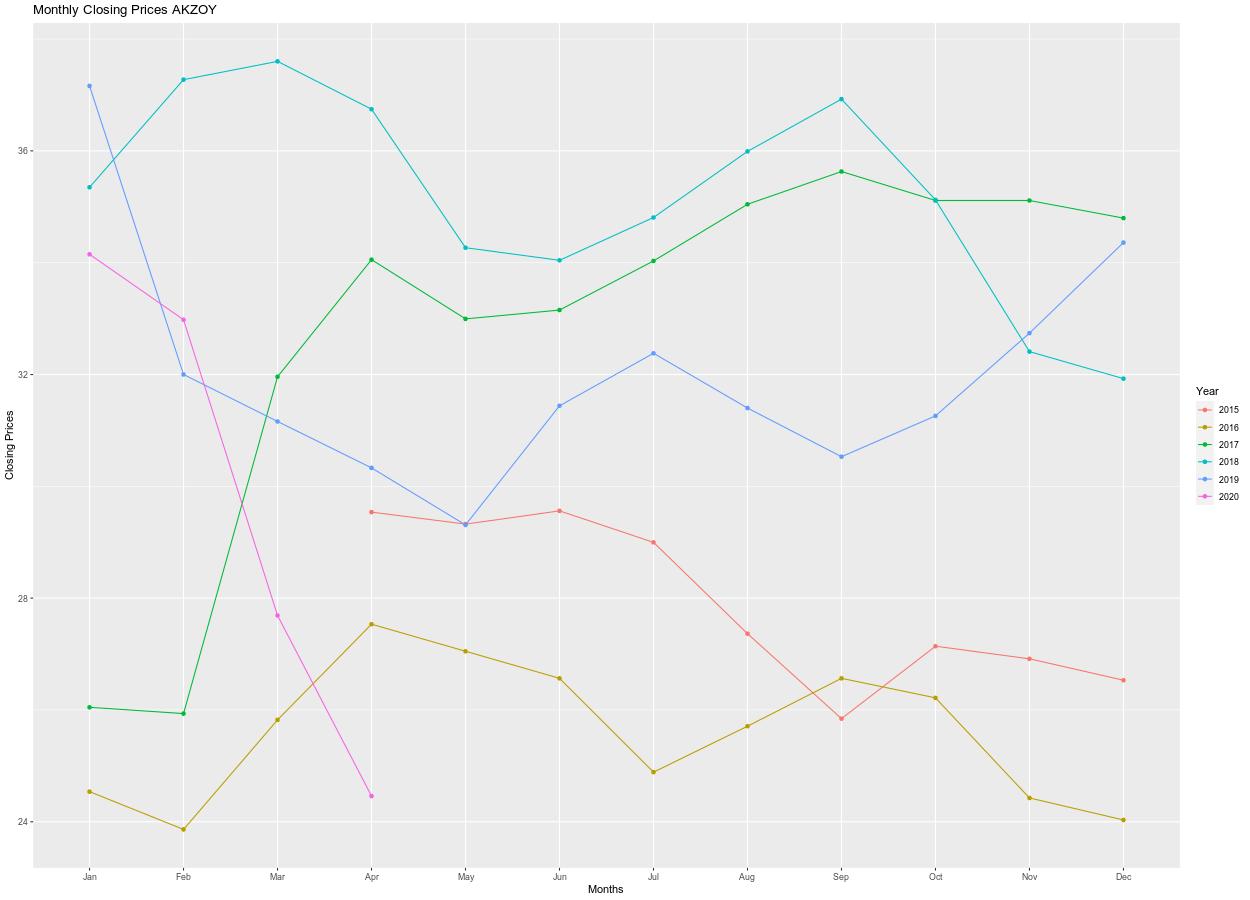 Monthly Closing Prices AKZOY
36
32
28
24
Closing Prices
Jan Feb Mar Apr May Jun Jul Aug Sep Oct Nov Dec
Months
Year
2015
2016
2017
2018
2019
2020